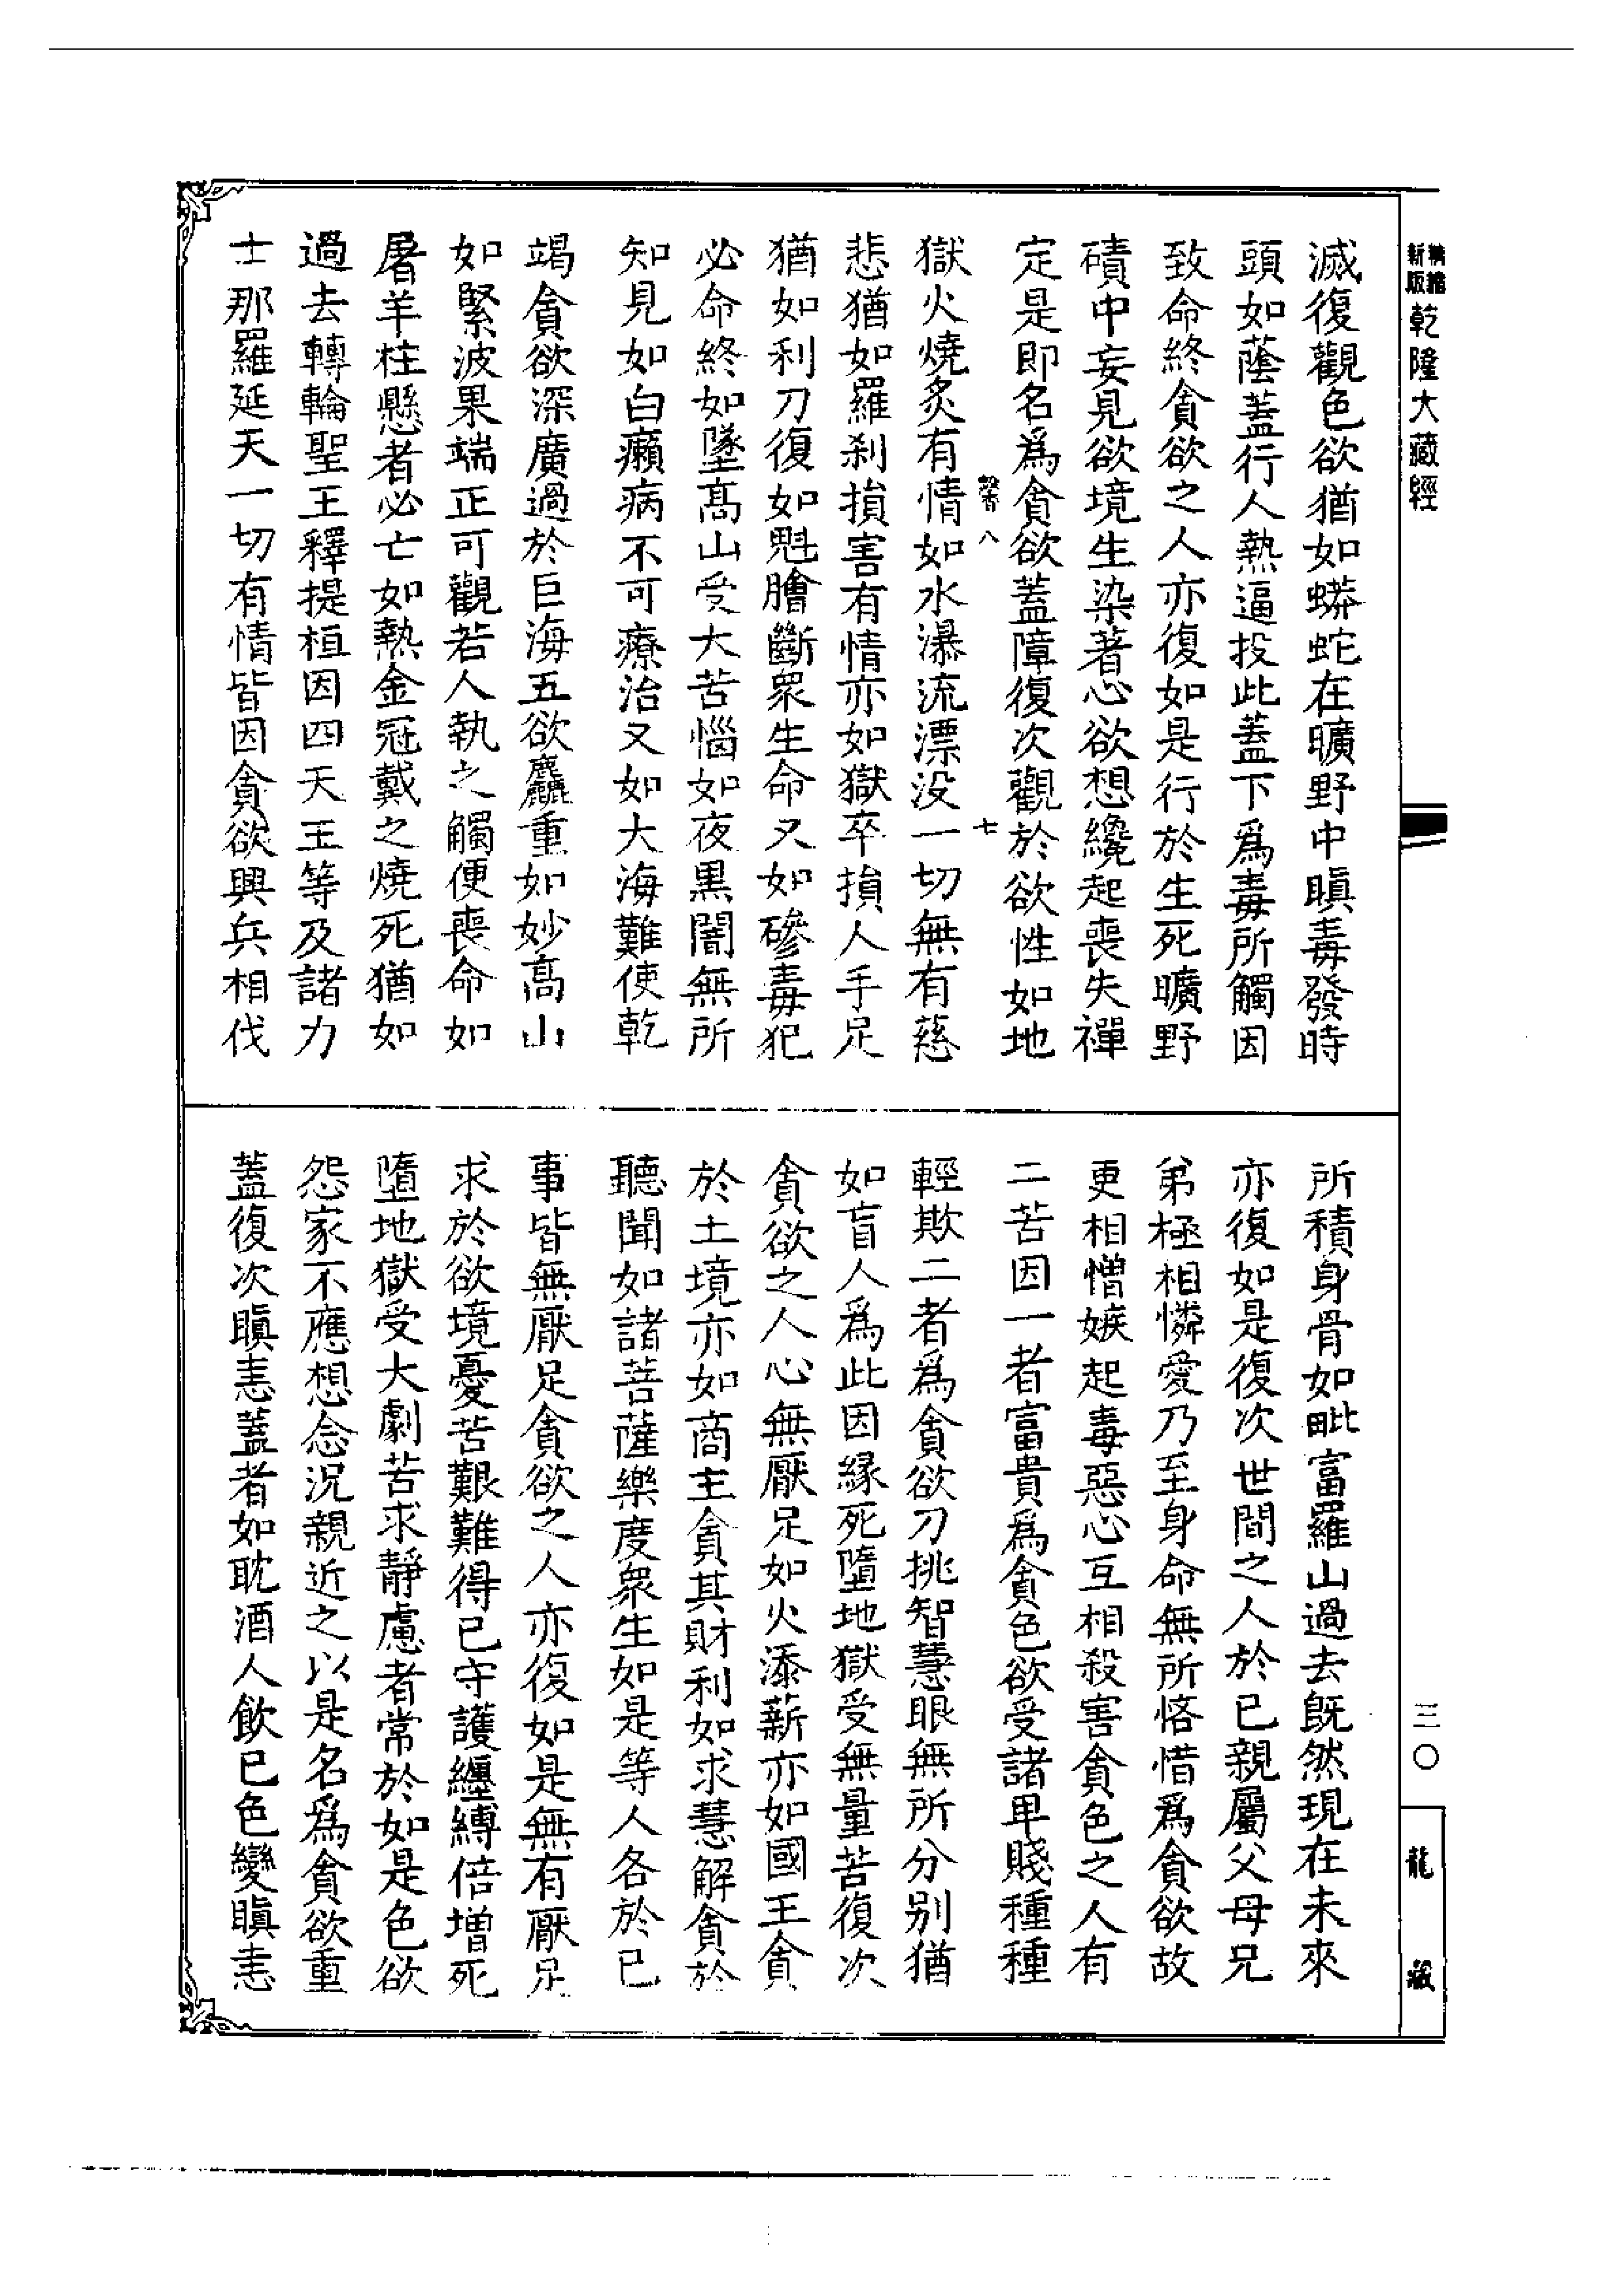 精繕新版 乾隆大藏經
滅復觀色欲猶如蟒蛇在曠野中瞋毒發時
頭如蔭蓋行人熱逼投此蓋下爲毒所觸因
致命終貪欲之人亦復如是行於生死曠野
磧中妄見欲境生染著心欲想纔起喪失禪
定是即名爲貪欲蓋障復次觀於欲性如地
八 七
獄火燒炙有情如水瀑流漂没一切無有慈
悲猶如羅刹損害有情亦如獄卒損人手足
猶如利刀復如魁膾斷衆生命又如磣毒犯
必命終如墜高山受大苦惱如夜黒闇無所
知見如白癩病不可療治又如大海難使乾
竭貪欲深廣過於巨海五欲麤重如妙高山
如緊波果端正可觀若人執之觸便喪命如
屠羊柱懸者必亡如熱金冠戴之燒死猶如
過去轉輪聖王釋提桓因四天王等及諸力
士那羅延天一切有情皆因貪欲興兵相伐
所積身骨如毗富羅山過去既然現在未來
亦復如是復次世間之人於已親屬父母兄
弟極相憐愛乃至身命無所悋惜爲貪欲故
更相憎嫉起毒惡心互相殺害貪色之人有
二苦因一者富貴爲貪色欲受諸卑賤種種
輕欺二者爲貪欲刀挑智慧眼無所分别猶
如盲人爲此因緣死墮地獄受無量苦復次
貪欲之人心無厭足如火添薪亦如國王貪
於土境亦如商主貪其財利如求慧解貪於
聽聞如諸菩薩樂度衆生如是等人各於已
事皆無厭足貪欲之人亦復如是無有厭足
求於欲境憂苦艱難得已守護纏縛倍增死
墮地獄受大劇苦求靜慮者常於如是色欲
怨家不應想念况親近之以是名爲貪欲重
蓋復次瞋恚蓋者如耽酒人飲已色變瞋恚
三〇
龍藏